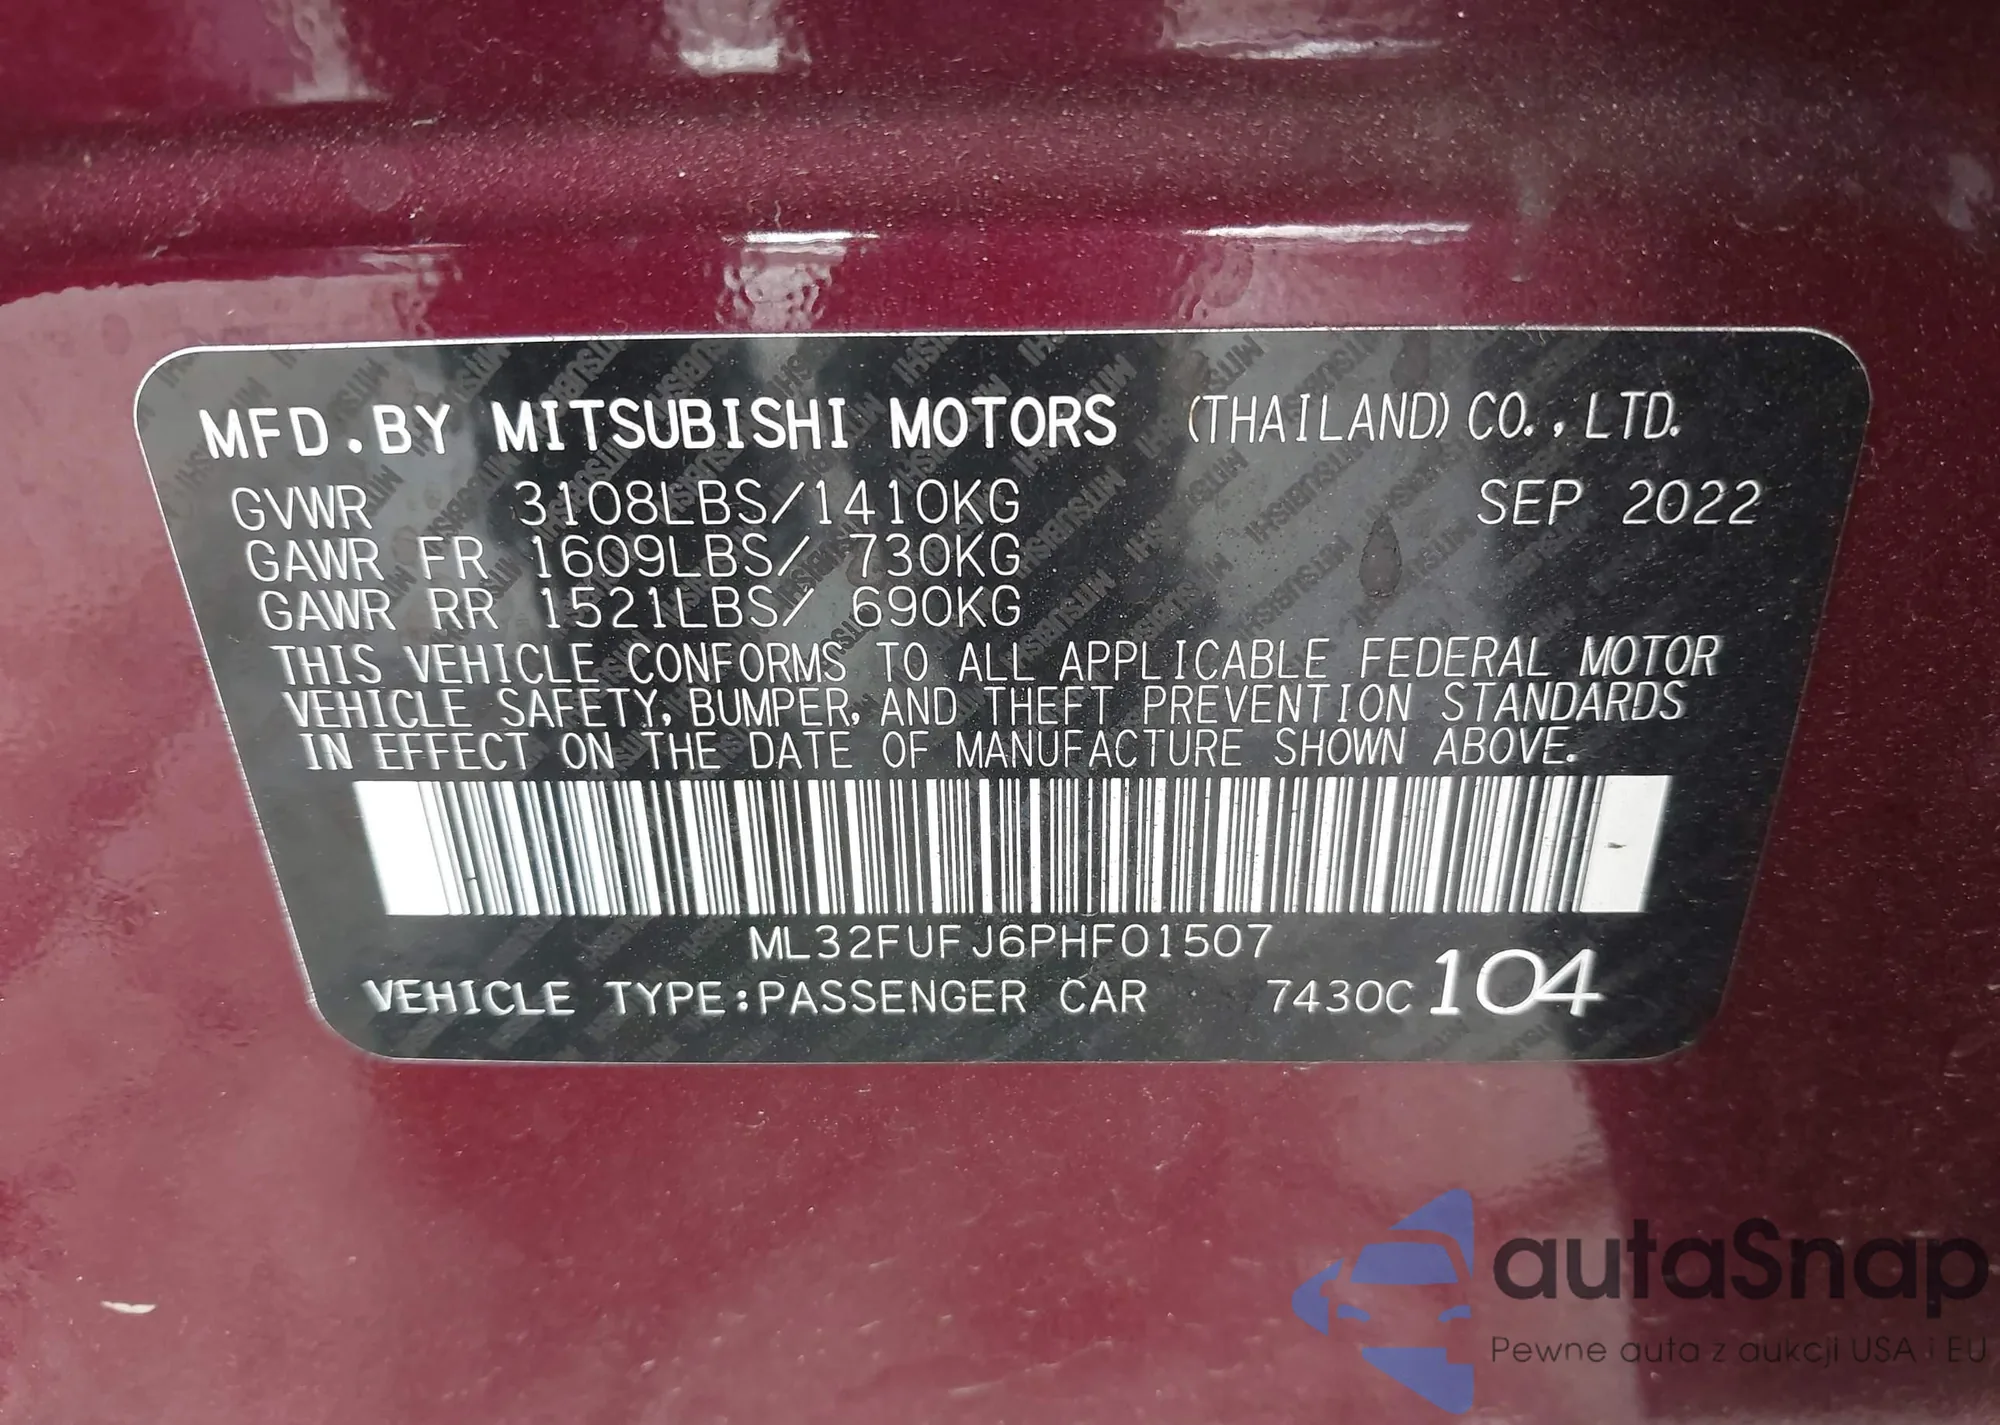 MFD.BY MITSUBISHI MOTORS (THAILAND) CO., LTD.
GVWR 3108LBS/1410KG SEP 2022
GAWR FR 1609LBS/ 730KG
GAWR RR 1521LBS/ 690KG
THIS VEHICLE CONFORMS TO ALL APPLICABLE FEDERAL MOTOR
VEHICLE SAFETY, BUMPER, AND THEFT PREVENTION STANDARDS
IN EFFECT ON THE DATE OF MANUFACTURE SHOWN ABOVE.
ML32FUFJ6PHF01507
VEHICLE TYPE:PASSENGER CAR 7430C 104
autaSnap
Pewne auta z aukcji USA i EU